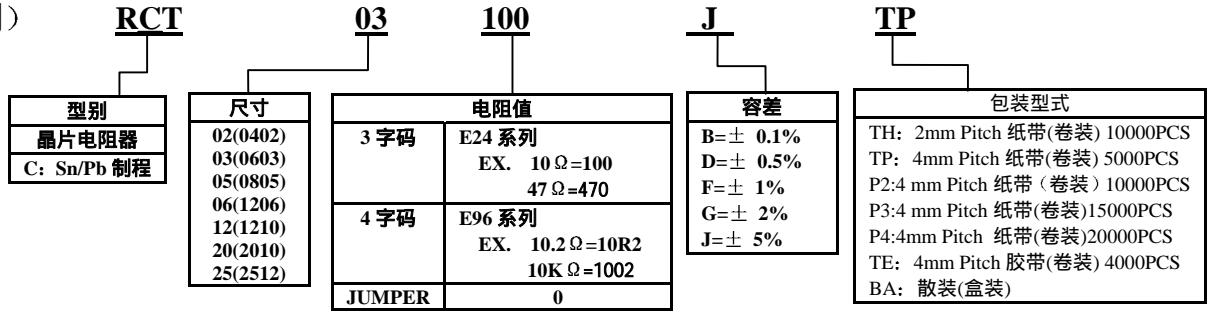 )
RCT 03 100 J TP
型别
晶片电阻器
C: Sn/Pb 制程
尺寸
02(0402)
03(0603)
05(0805)
06(1206)
12(1210)
20(2010)
25(2512)
电阻值
3 字码 E24 系列
EX. 10 Ω=100
47 Ω=470
4 字码 E96 系列
EX. 10.2 Ω=10R2
10K Ω=1002
JUMPER 0
容差
B=± 0.1%
D=± 0.5%
F=± 1%
G=± 2%
J=± 5%
包装型式
TH: 2mm Pitch 纸带(卷装) 10000PCS
TP: 4mm Pitch 纸带(卷装) 5000PCS
P2:4 mm Pitch 纸带（卷装）10000PCS
P3:4 mm Pitch 纸带(卷装)15000PCS
P4:4mm Pitch 纸带(卷装)20000PCS
TE: 4mm Pitch 胶带(卷装) 4000PCS
BA: 散装(盒装)